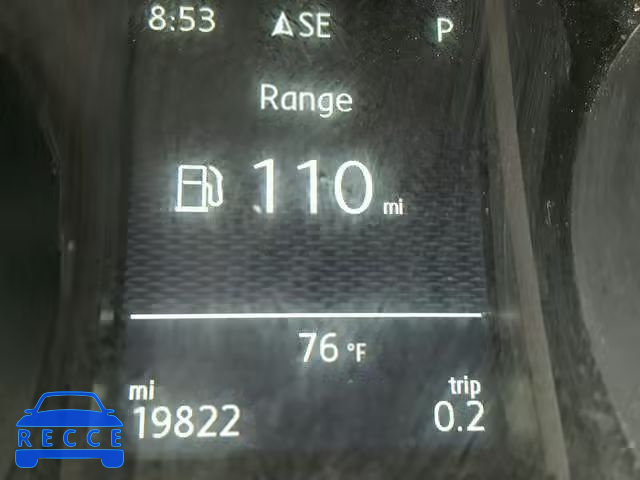 8:53 SE P
Range
110 mi
76 °F
mi trip
19822 0.2
RECCE